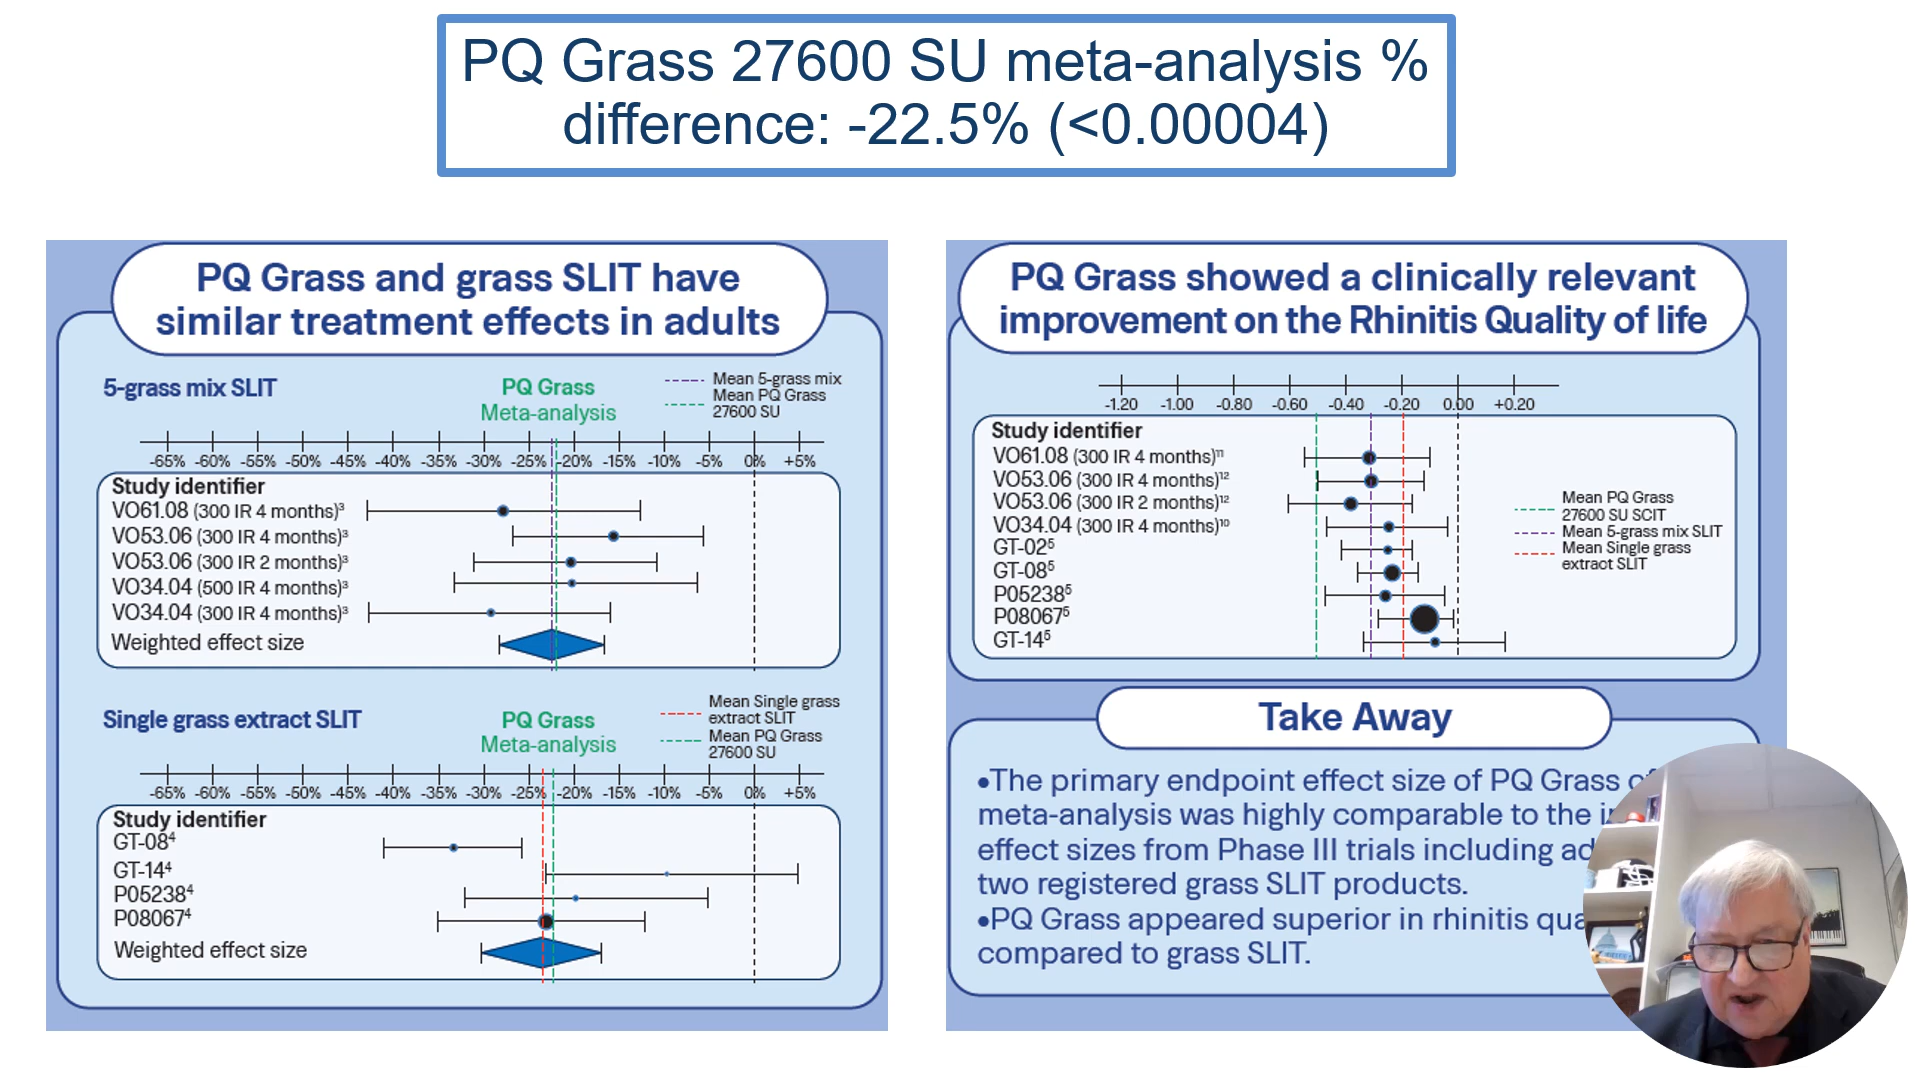 PQ Grass 27600 SU meta-analysis %
difference: -22.5% (<0.00004)
PQ Grass and grass SLIT have
similar treatment effects in adults
5-grass mix SLIT
PQ Grass
Meta-analysis
Mean 5-grass mix
Mean PQ Grass
27600 SU
-65% -60% -55% -50% -45% -40% -35% -30% -25% -20% -15% -10% -5% 0% +5%
Study identifier
VO61.08 (300 IR 4 months)³
VO53.06 (300 IR 4 months)³
VO53.06 (300 IR 2 months)³
VO34.04 (500 IR 4 months)³
VO34.04 (300 IR 4 months)³
Weighted effect size
Single grass extract SLIT
PQ Grass
Meta-analysis
Mean Single grass
extract SLIT
Mean PQ Grass
27600 SU
-65% -60% -55% -50% -45% -40% -35% -30% -25% -20% -15% -10% -5% 0% +5%
Study identifier
GT-08⁴
GT-14⁴
P05238⁴
P08067⁴
Weighted effect size
PQ Grass showed a clinically relevant
improvement on the Rhinitis Quality of life
-1.20 -1.00 -0.80 -0.60 -0.40 -0.20 0.00 +0.20
Study identifier
VO61.08 (300 IR 4 months)¹¹
VO53.06 (300 IR 4 months)¹²
VO53.06 (300 IR 2 months)¹²
VO34.04 (300 IR 4 months)¹⁰
GT-02⁵
GT-08⁵
P05238⁵
P08067⁵
GT-14⁵
Mean PQ Grass
27600 SU SCIT
Mean 5-grass mix SLIT
Mean Single grass
extract SLIT
Take Away
•The primary endpoint effect size of PQ Grass
meta-analysis was highly comparable to the
effect sizes from Phase III trials including
two registered grass SLIT products.
•PQ Grass appeared superior in rhinitis
compared to grass SLIT.